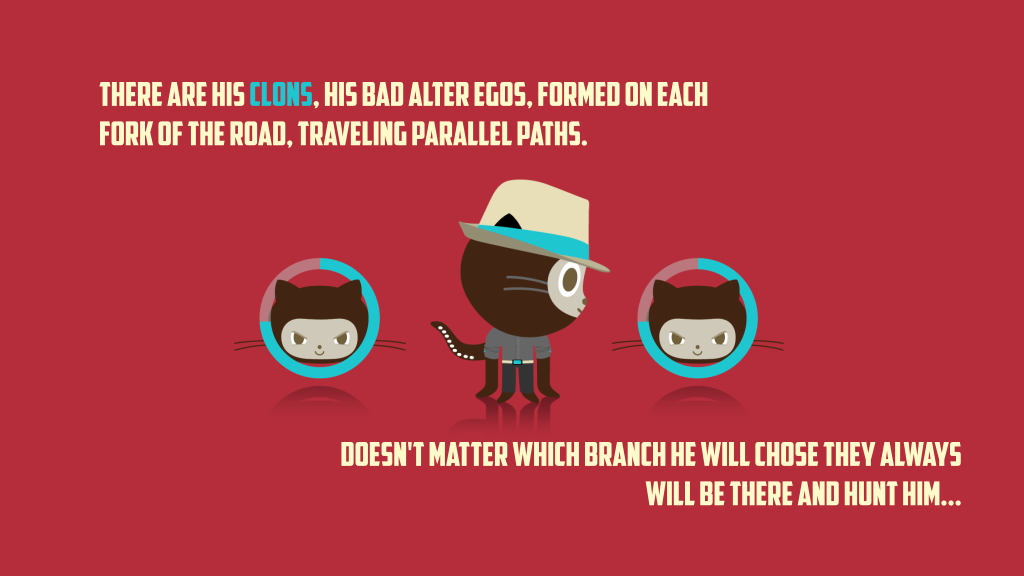 THERE ARE HIS CLONS, HIS BAD ALTER EGOS, FORMED ON EACH
FORK OF THE ROAD, TRAVELING PARALLEL PATHS.
DOESN'T MATTER WHICH BRANCH HE WILL CHOSE THEY ALWAYS
WILL BE THERE AND HUNT HIM...